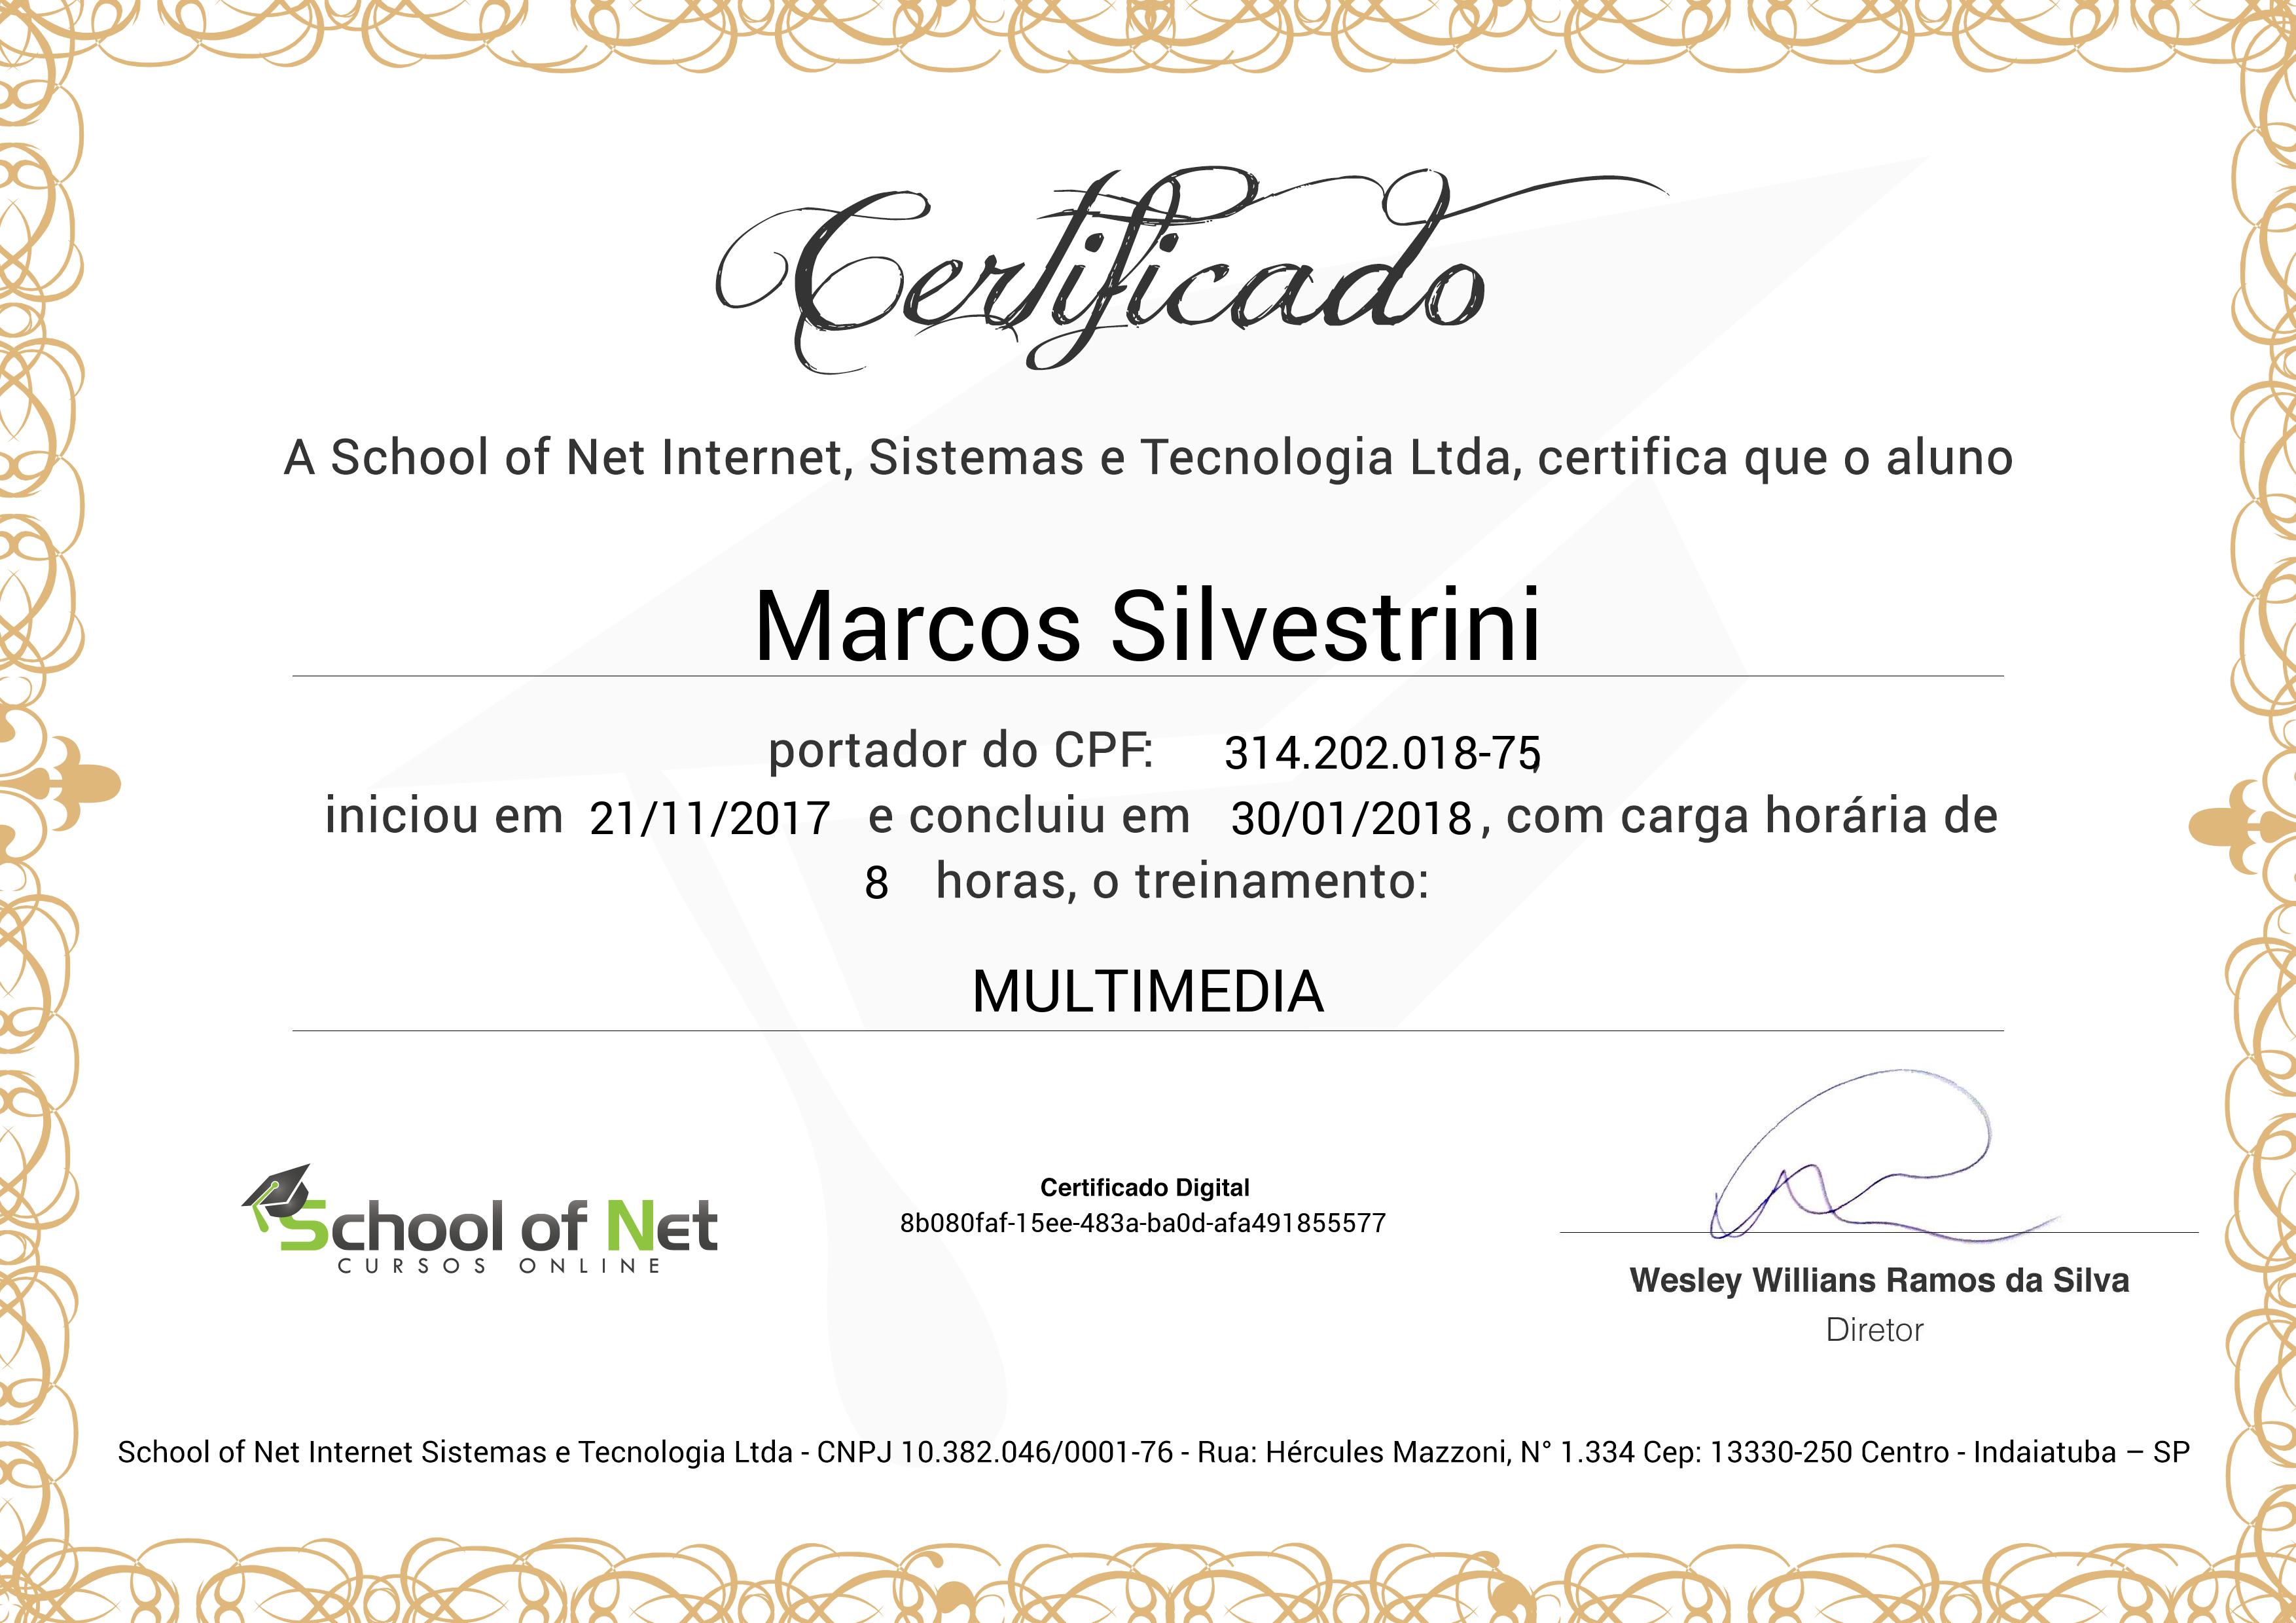 Certificado
A School of Net Internet, Sistemas e Tecnologia Ltda, certifica que o aluno
Marcos Silvestrini
portador do CPF: 314.202.018-75,
iniciou em 21/11/2017 e concluiu em 30/01/2018, com carga horária de
8 horas, o treinamento:
MULTIMEDIA
School of Net
CURSOS ONLINE
Certificado Digital
8b080faf-15ee-483a-ba0d-afa491855577
Wesley Willians Ramos da Silva
Diretor
School of Net Internet Sistemas e Tecnologia Ltda - CNPJ 10.382.046/0001-76 - Rua: Hércules Mazzoni, N° 1.334 Cep: 13330-250 Centro - Indaiatuba – SP